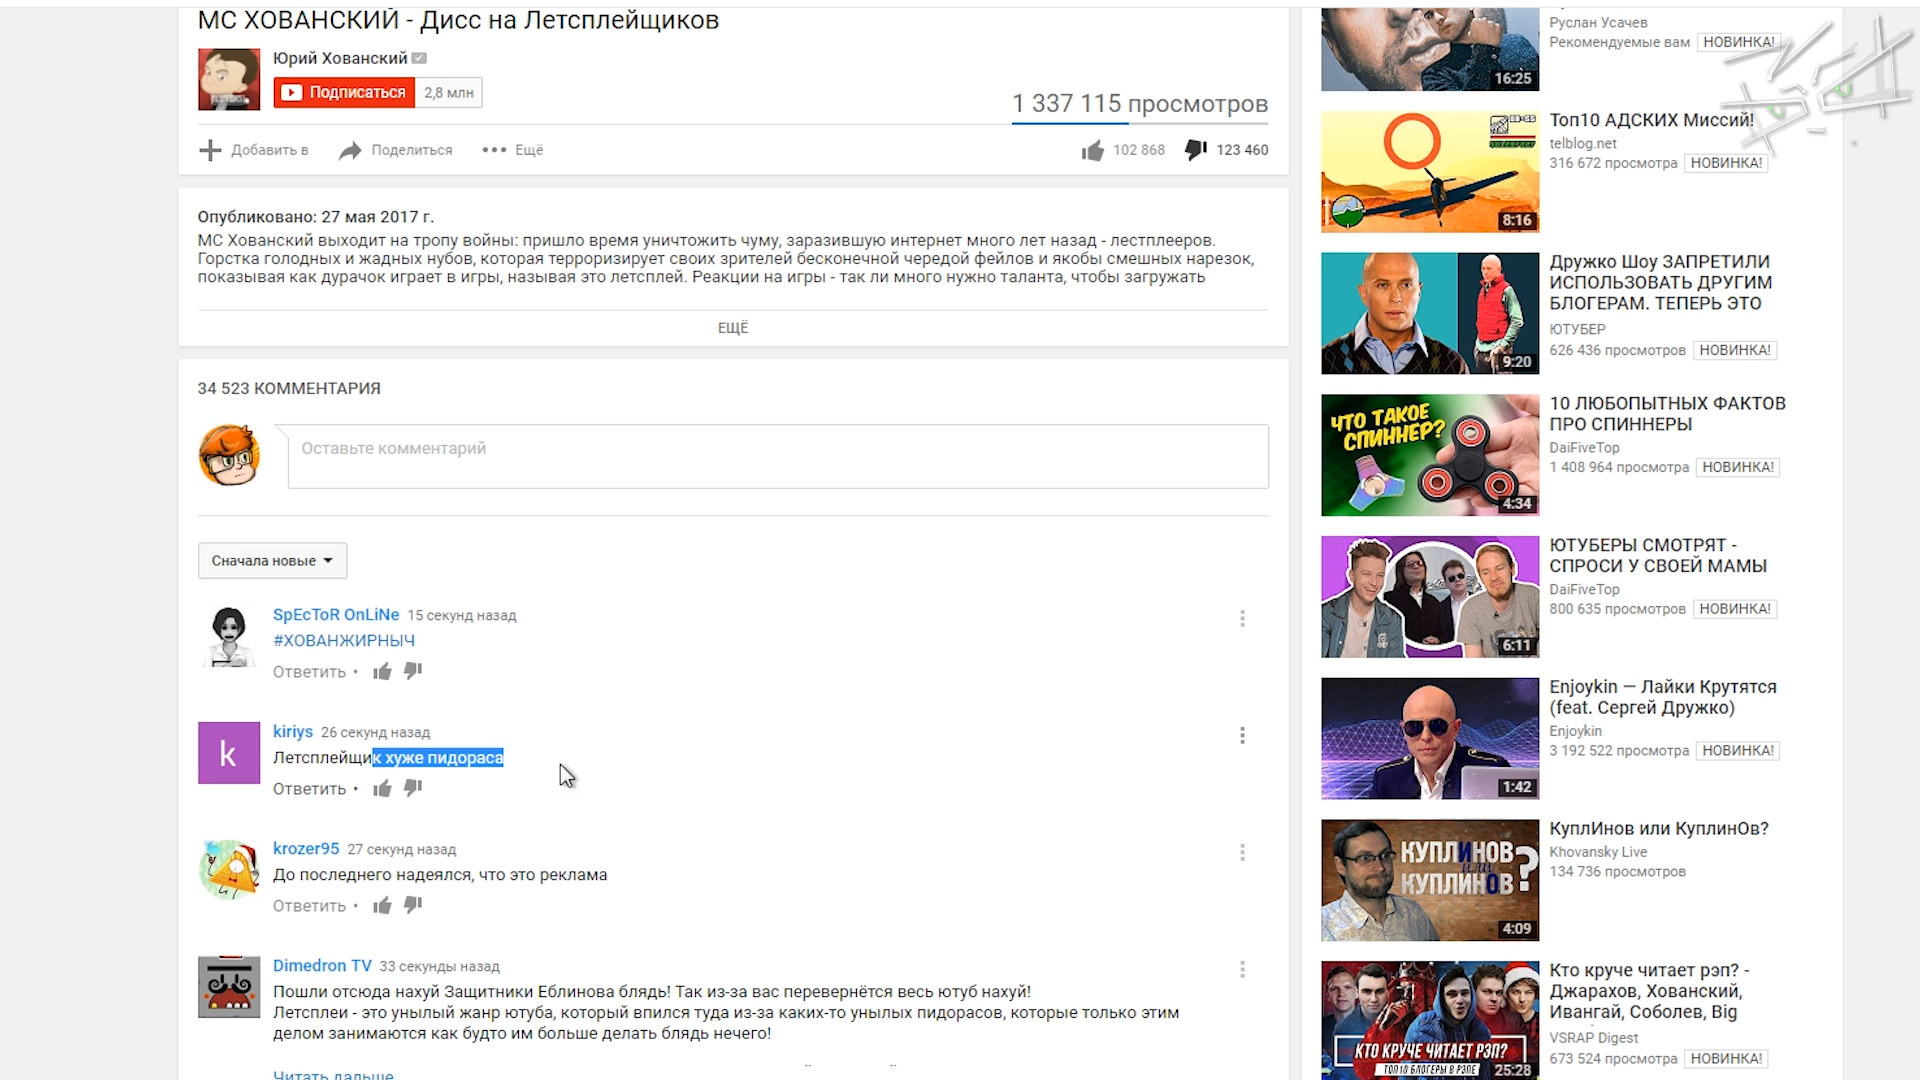 МС ХОВАНСКИЙ - Дисс на Летсплейщиков
Юрий Хованский
Подписаться 2,8 млн
1 337 115 просмотров
Добавить в Поделиться Ещё
102 868 123 460
Опубликовано: 27 мая 2017 г.
МС Хованский выходит на тропу войны: пришло время уничтожить чуму, заразившую интернет много лет назад - лестплееров.
Горстка голодных и жадных нубов, которая терроризирует своих зрителей бесконечной чередой фейлов и якобы смешных нарезок,
показывая как дурачок играет в игры, называя это летсплей. Реакции на игры - так ли много нужно таланта, чтобы загружать
ЕЩЁ
34 523 КОММЕНТАРИЯ
Оставьте комментарий
Сначала новые
SpEcToR OnLiNe 15 секунд назад
#ХОВАНЖИРНЫЧ
Ответить
k
kiriys 26 секунд назад
Летсплейщик хуже пидораса
Ответить
krozer95 27 секунд назад
До последнего надеялся, что это реклама
Ответить
Dimedron TV 33 секунды назад
Пошли отсюда нахуй Защитники Еблинова блядь! Так из-за вас перевернётся весь ютуб нахуй!
Летсплеи - это унылый жанр ютуба, который впился туда из-за каких-то унылых пидорасов, которые только этим
делом занимаются как будто им больше делать блядь нечего!
Читать дальше
16:25
Руслан Усачев
Рекомендуемые вам НОВИНКА!
8:16
Топ10 АДСКИХ Миссий!
telblog.net
316 672 просмотра НОВИНКА!
9:20
Дружко Шоу ЗАПРЕТИЛИ
ИСПОЛЬЗОВАТЬ ДРУГИМ
БЛОГЕРАМ. ТЕПЕРЬ ЭТО
ЮТУБЕР
626 436 просмотров НОВИНКА!
ЧТО ТАКОЕ
СПИННЕР?
4:34
10 ЛЮБОПЫТНЫХ ФАКТОВ
ПРО СПИННЕРЫ
DaiFiveTop
1 408 964 просмотра НОВИНКА!
6:11
ЮТУБЕРЫ СМОТРЯТ -
СПРОСИ У СВОЕЙ МАМЫ
DaiFiveTop
800 635 просмотров НОВИНКА!
1:42
Enjoykin — Лайки Крутятся
(feat. Сергей Дружко)
Enjoykin
3 192 522 просмотра НОВИНКА!
КУПЛИНОВ
или
КУПЛИНОВ?
4:09
КуплИнов или КуплинОв?
Khovansky Live
134 736 просмотров
КТО КРУЧЕ ЧИТАЕТ РЭП?
ТОП10 БЛОГЕРЫ В РЭПЕ
25:28
Кто круче читает рэп? -
Джарахов, Хованский,
Ивангай, Соболев, Big
VSRAP Digest
673 524 просмотра НОВИНКА!